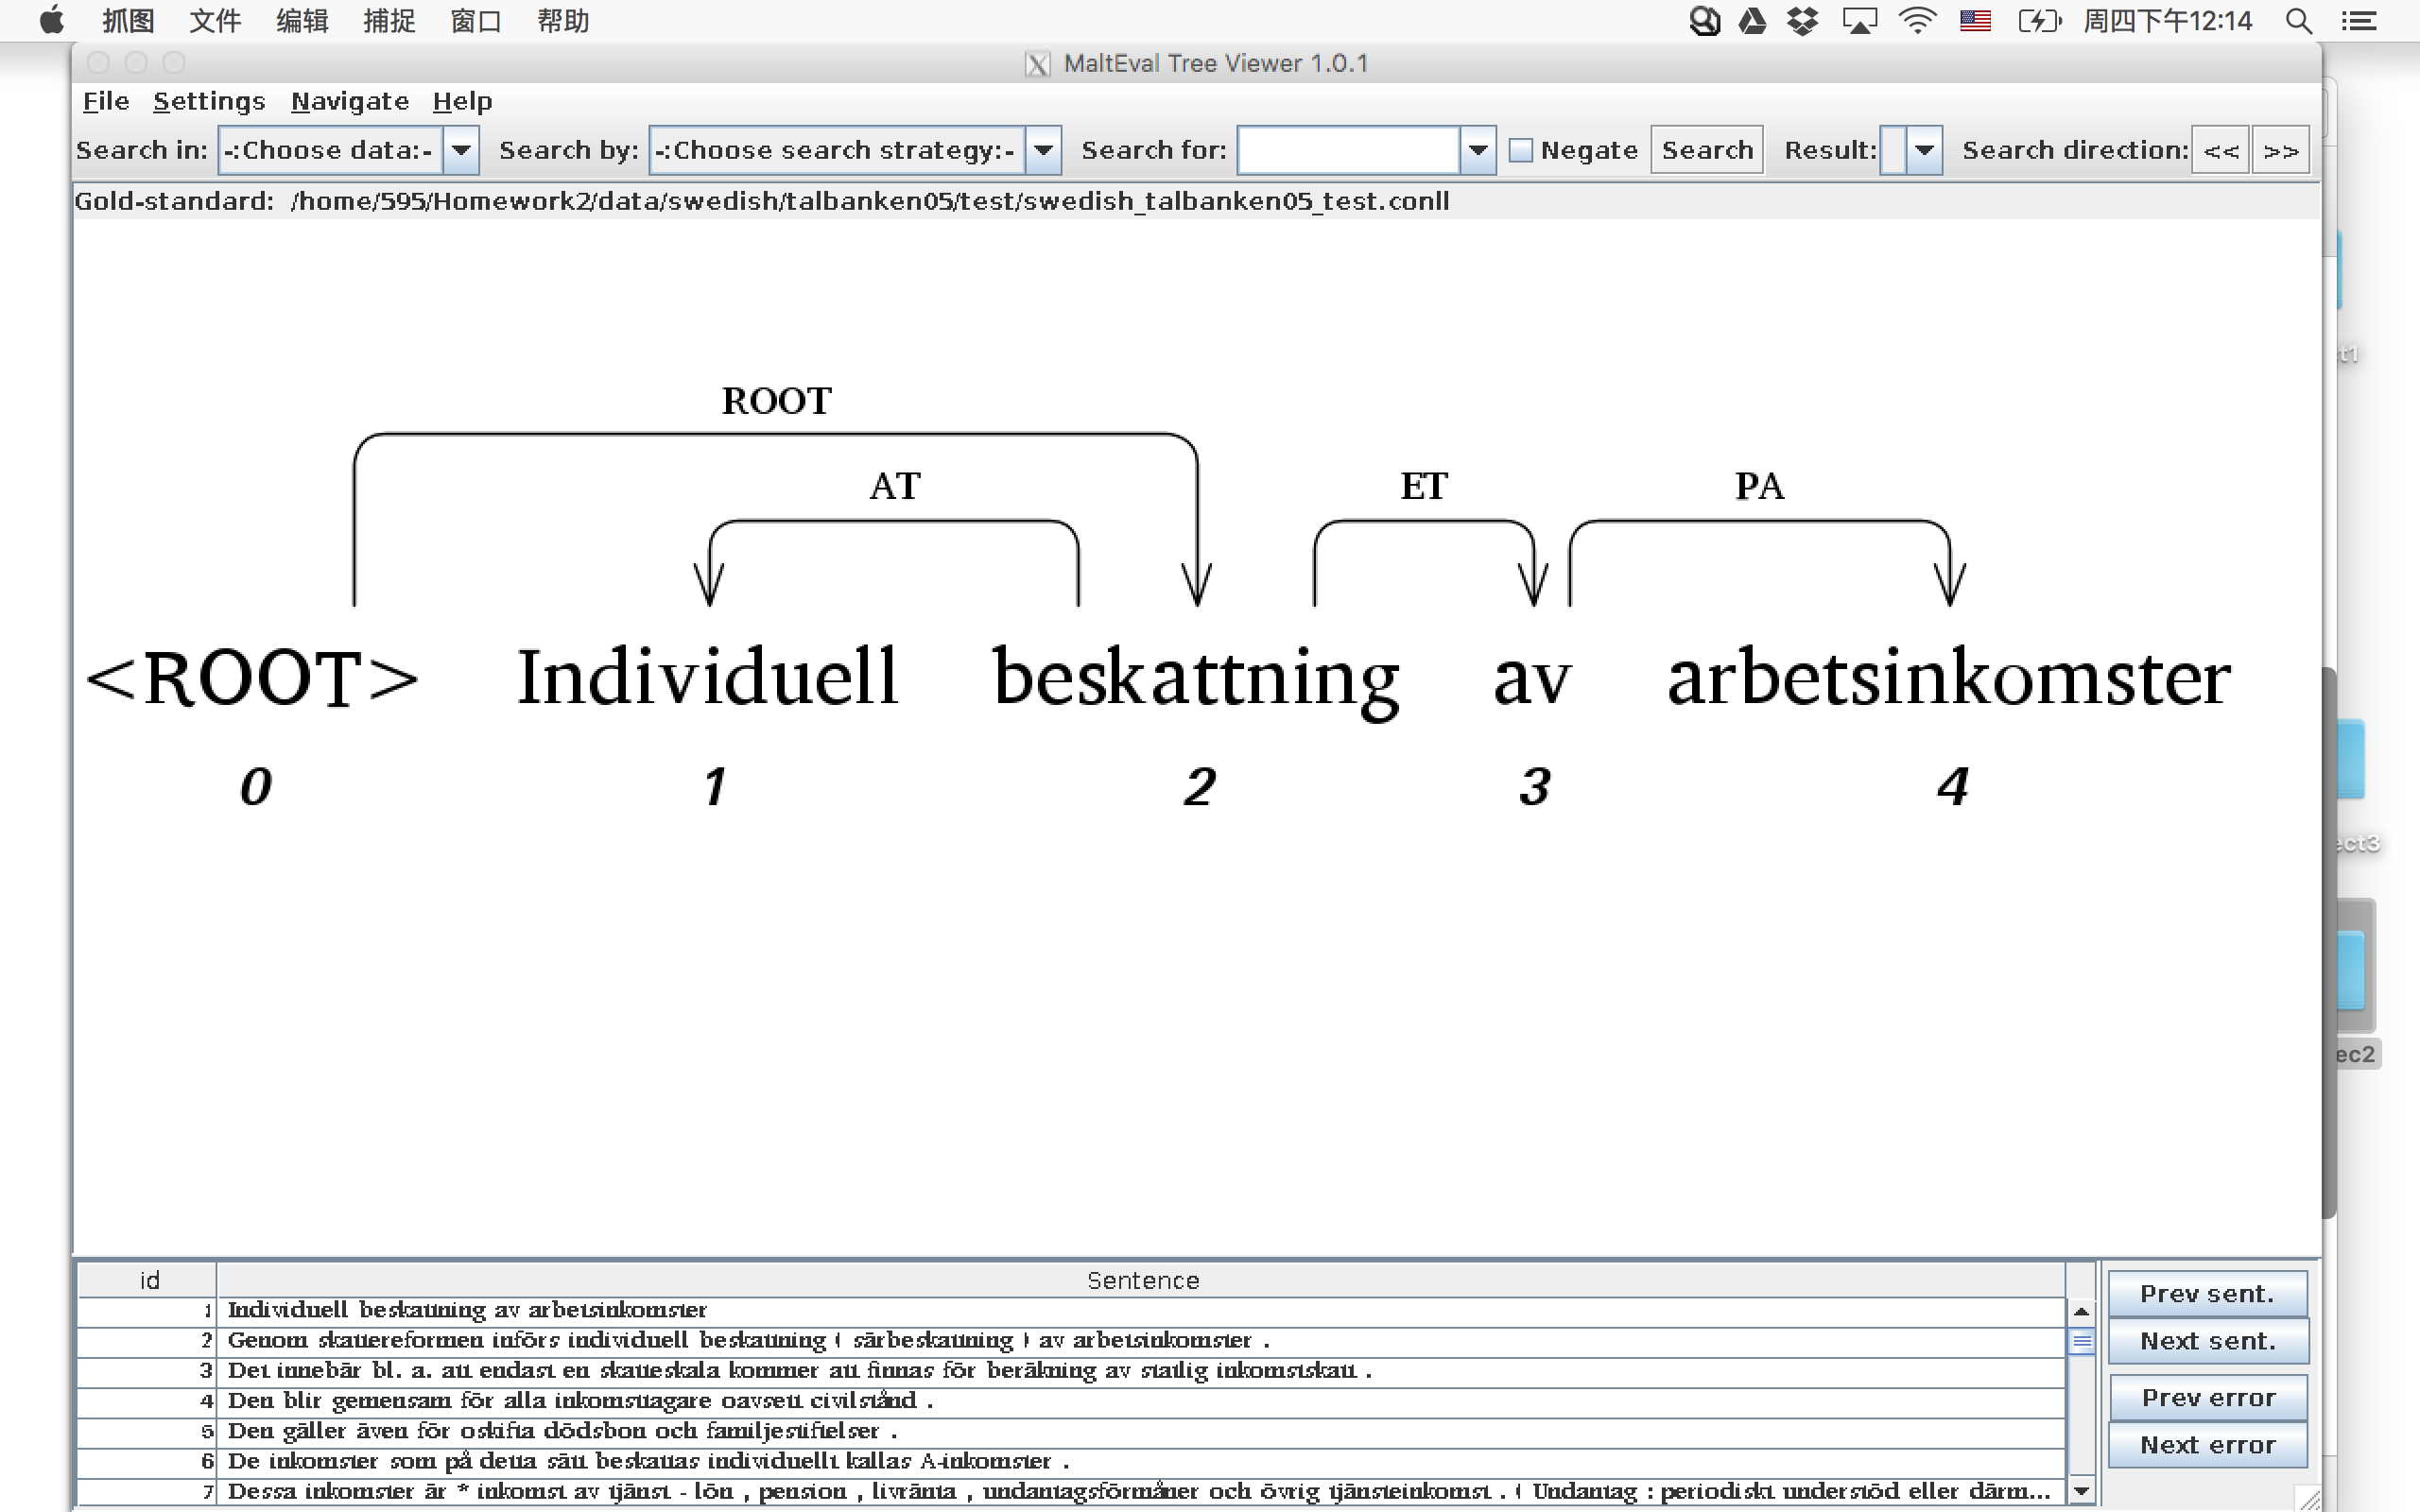 抓图 文件 编辑 捕捉 窗口 帮助 周四下午12:14
MaltEval Tree Viewer 1.0.1
File Settings Navigate Help
Search in: -:Choose data:- Search by: -:Choose search strategy:- Search for: Negate Search Result: Search direction: << >>
Gold-standard: /home/595/Homework2/data/swedish/talbanken05/test/swedish_talbanken05_test.conll
ROOT
AT ET PA
<ROOT> Individuell beskattning av arbetsinkomster
0 1 2 3 4
id Sentence
1 Individuell beskattning av arbetsinkomster
2 Genom skattereformen införs individuell beskattning ( särbeskattning ) av arbetsinkomster .
3 Det innebär bl. a. att endast en skatteskala kommer att finnas för beräkning av statlig inkomstskatt .
4 Den blir gemensam för alla inkomsttagare oavsett civilstånd .
5 Den gäller även för oskifta dödsbon och familjestiftelser .
6 De inkomster som på detta sätt beskattas individuellt kallas A-inkomster .
7 Dessa inkomster är * inkomst av tjänst - lön , pension , livränta , undantagsförmåner och övrig tjänsteinkomst . ( Undantag : periodiskt understöd eller därm...
Prev sent.
Next sent.
Prev error
Next error
t1
ect3
ec2